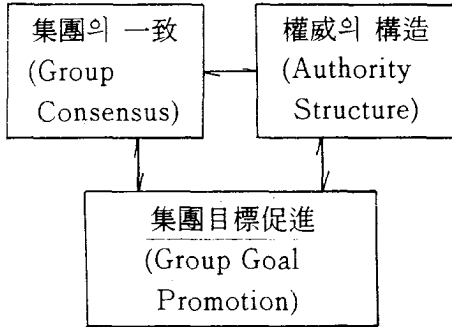 集團의 一致
(Group
Consensus)
權威의 構造
(Authority
Structure)
集團目標促進
(Group Goal
Promotion)